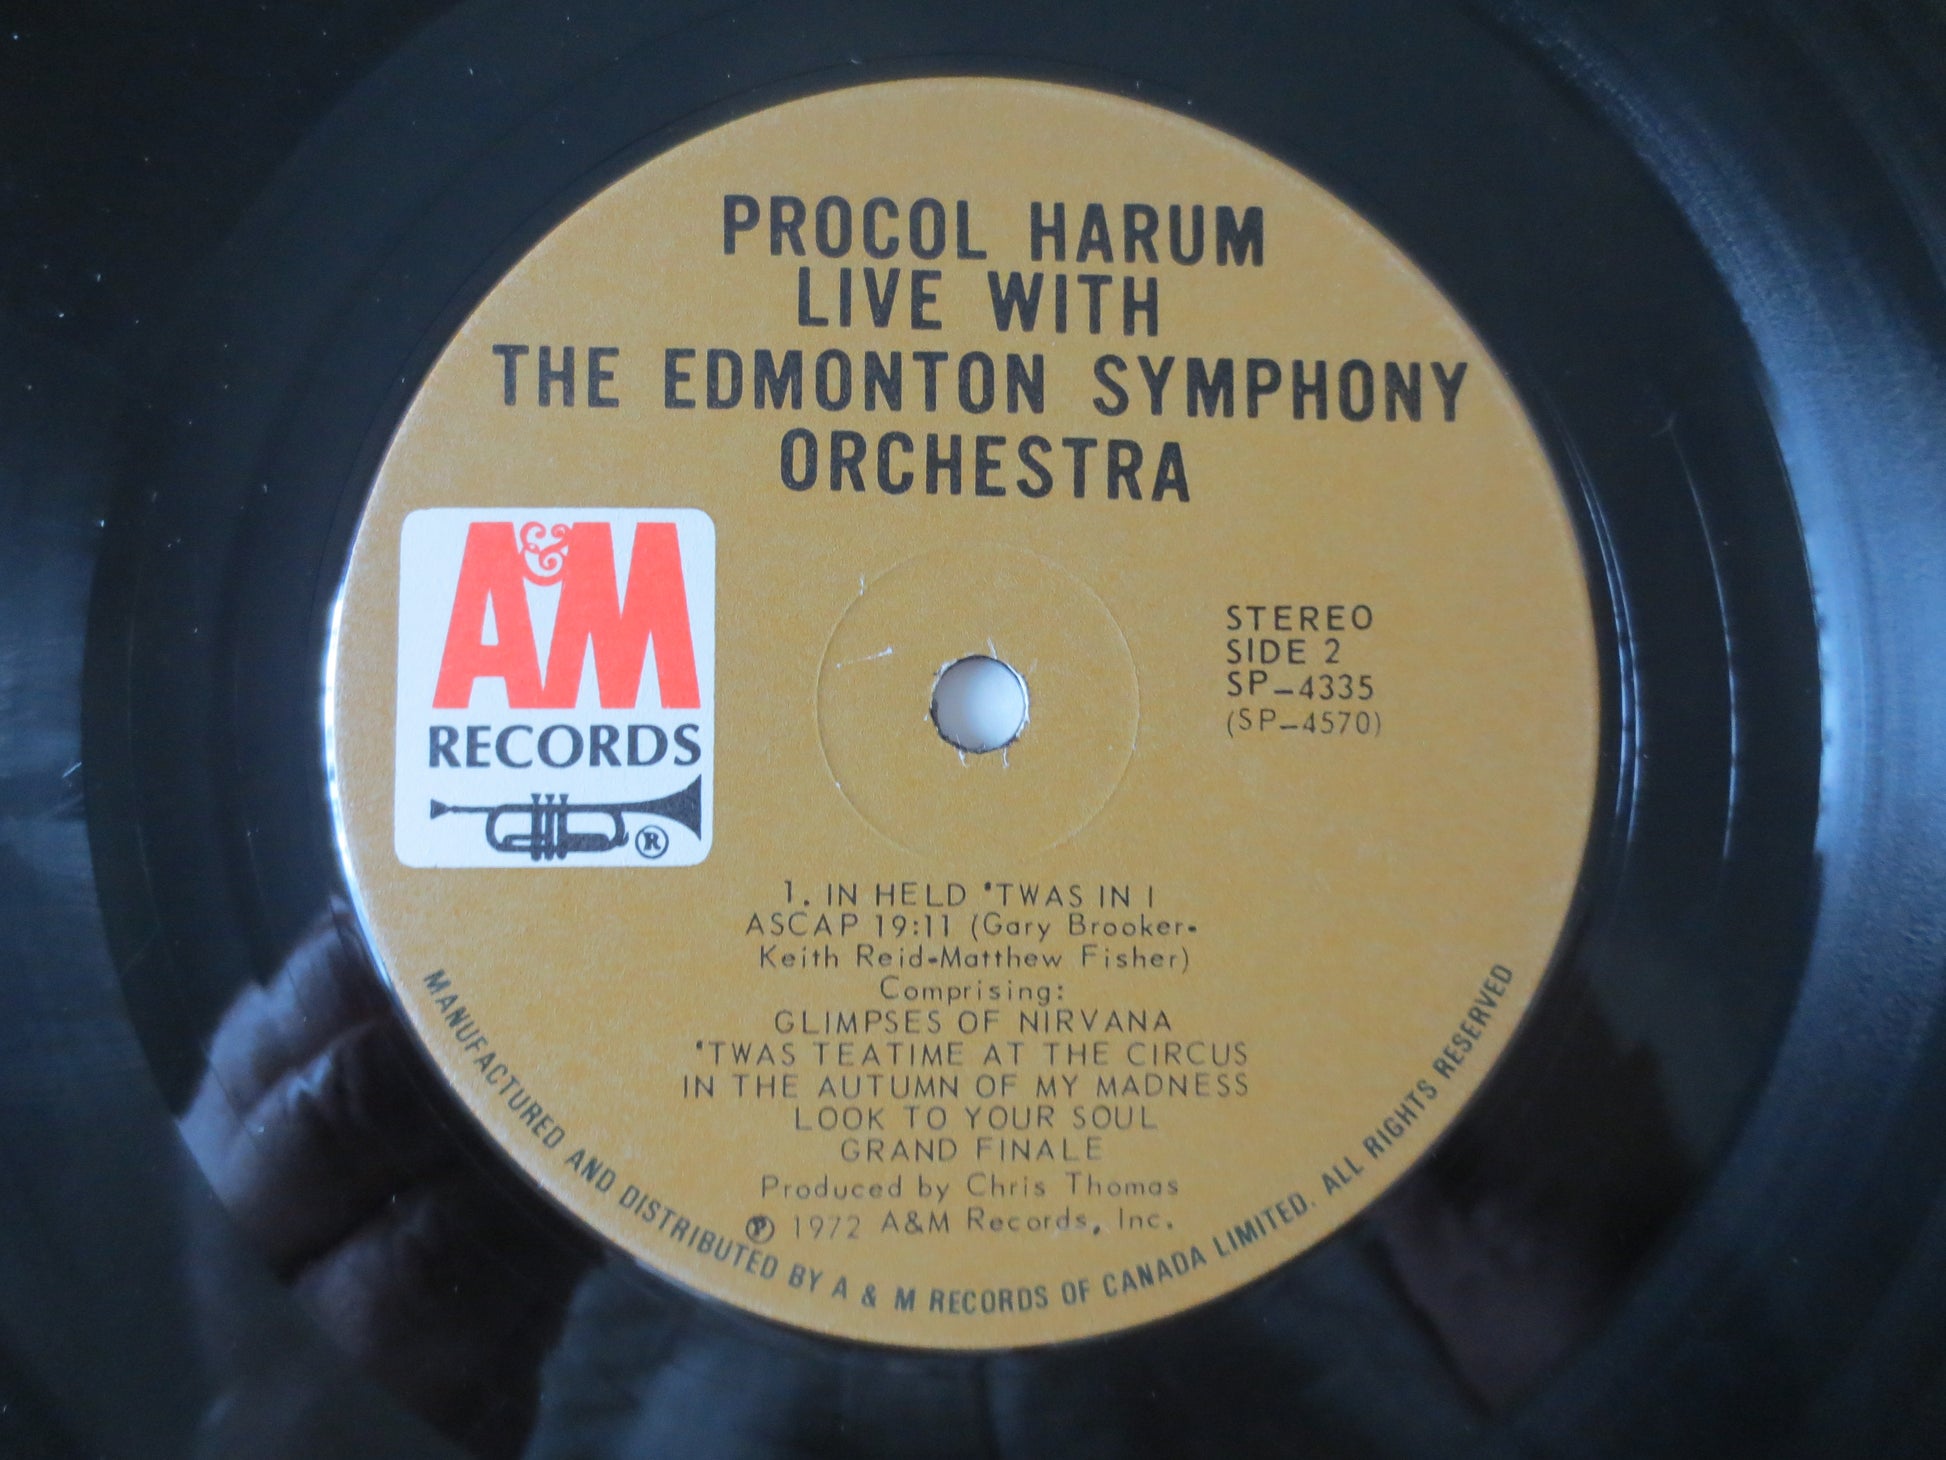 PROCOL HARUM
LIVE WITH
THE EDMONTON SYMPHONY
ORCHESTRA
A&M
RECORDS
®
STEREO
SIDE 2
SP-4335
(SP-4570)
1. IN HELD 'TWAS IN I
ASCAP 19:11 (Gary Brooker-
Keith Reid-Matthew Fisher)
Comprising:
GLIMPSES OF NIRVANA
'TWAS TEATIME AT THE CIRCUS
IN THE AUTUMN OF MY MADNESS
LOOK TO YOUR SOUL
GRAND FINALE
Produced by Chris Thomas
℗ 1972 A&M Records, Inc.
MANUFACTURED AND DISTRIBUTED BY A & M RECORDS OF CANADA LIMITED. ALL RIGHTS RESERVED